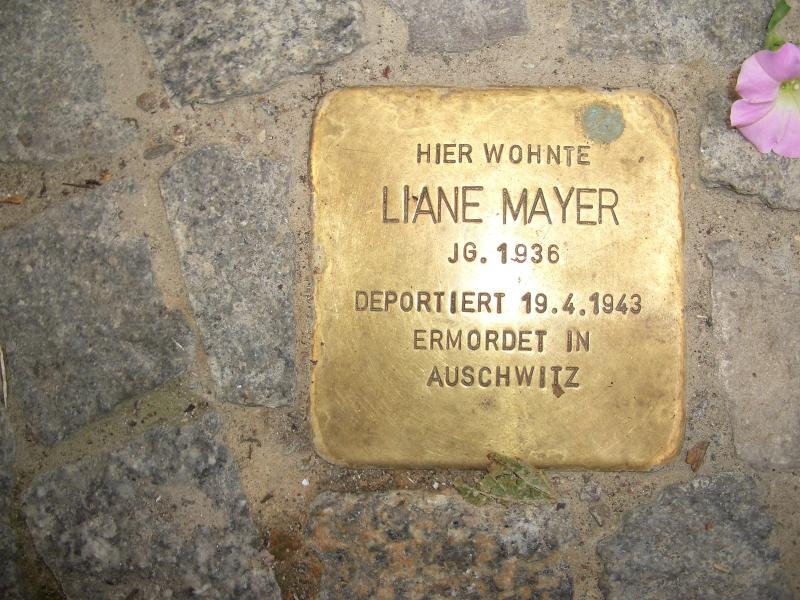 HIER WOHNTE
LIANE MAYER
JG. 1936
DEPORTIERT 19.4.1943
ERMORDET IN
AUSCHWITZ